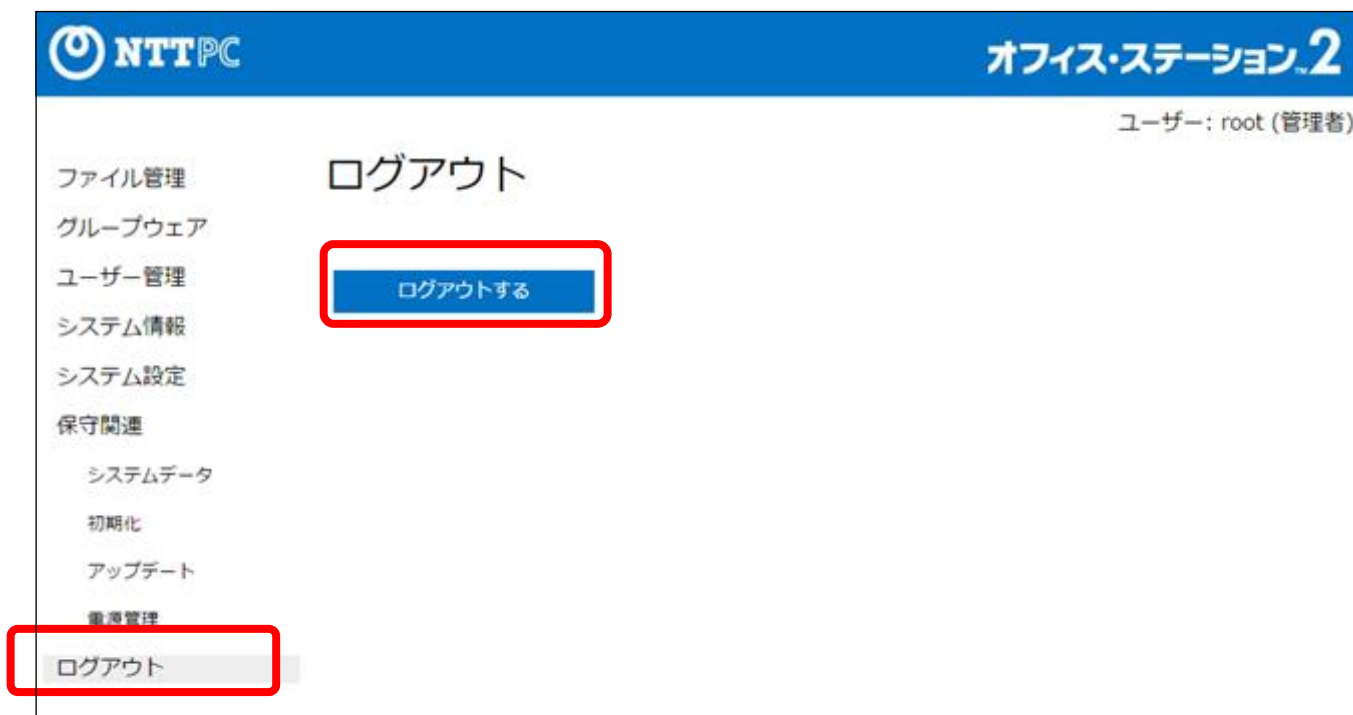 NTTPC
オフィス・ステーション™2
ユーザー: root (管理者)
ログアウト
ファイル管理
グループウェア
ユーザー管理
ログアウトする
システム情報
システム設定
保守関連
システムデータ
初期化
アップデート
電源管理
ログアウト